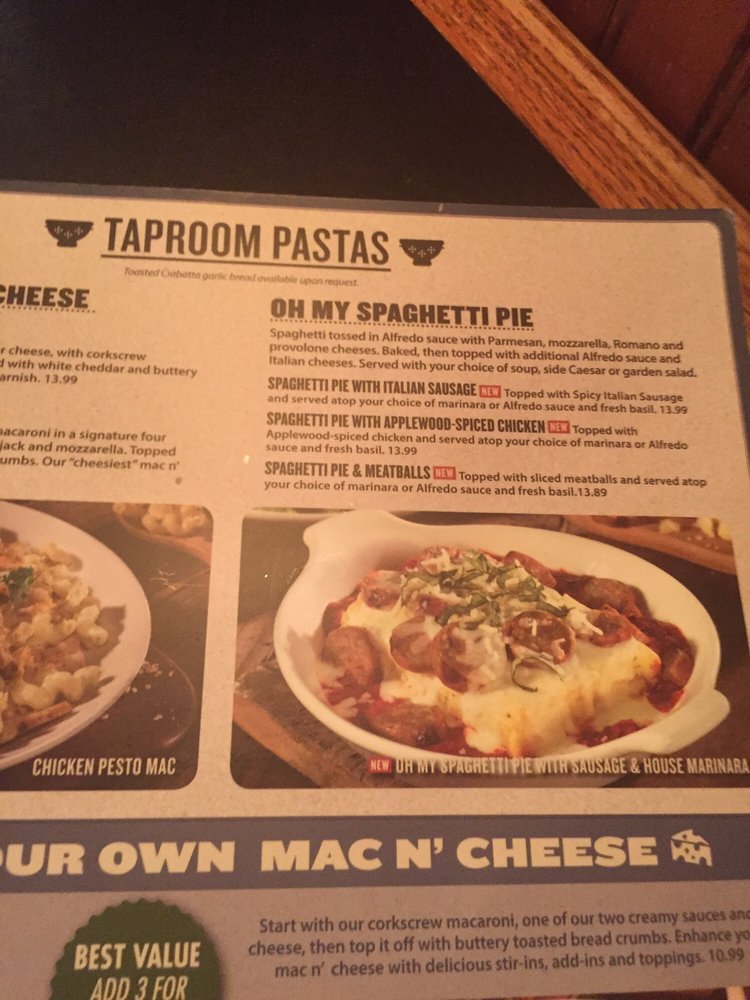 TAPROOM PASTAS
Toasted Ciabatta garlic bread available upon request.
CHEESE
r cheese, with corkscrew
d with white cheddar and buttery
arnish. 13.99
macaroni in a signature four
jack and mozzarella. Topped
umbs. Our "cheesiest" mac n'
OH MY SPAGHETTI PIE
Spaghetti tossed in Alfredo sauce with Parmesan, mozzarella, Romano and
provolone cheeses. Baked, then topped with additional Alfredo sauce and
Italian cheeses. Served with your choice of soup, side Caesar or garden salad.
SPAGHETTI PIE WITH ITALIAN SAUSAGE NEW Topped with Spicy Italian Sausage
and served atop your choice of marinara or Alfredo sauce and fresh basil. 13.99
SPAGHETTI PIE WITH APPLEWOOD-SPICED CHICKEN NEW Topped with
Applewood-spiced chicken and served atop your choice of marinara or Alfredo
sauce and fresh basil. 13.99
SPAGHETTI PIE & MEATBALLS NEW Topped with sliced meatballs and served atop
your choice of marinara or Alfredo sauce and fresh basil.13.89
CHICKEN PESTO MAC
NEW OH MY SPAGHETTI PIE WITH SAUSAGE & HOUSE MARINARA
OUR OWN MAC N' CHEESE
BEST VALUE
ADD 3 FOR
Start with our corkscrew macaroni, one of our two creamy sauces and
cheese, then top it off with buttery toasted bread crumbs. Enhance yo
mac n' cheese with delicious stir-ins, add-ins and toppings. 10.99